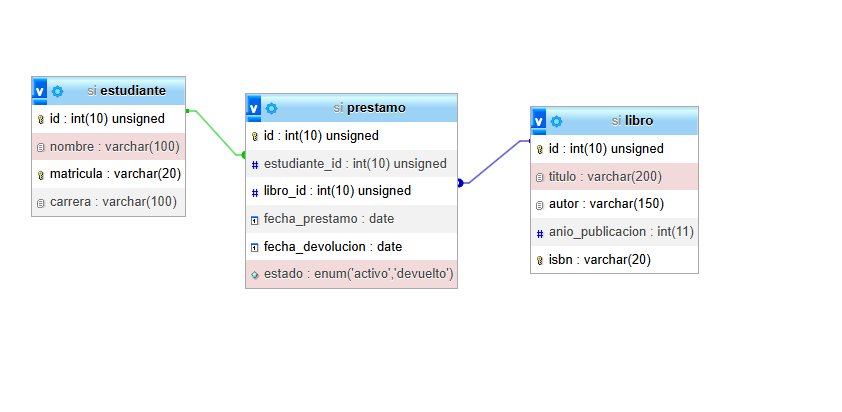 v si estudiante
id : int(10) unsigned
nombre : varchar(100)
matricula : varchar(20)
carrera : varchar(100)
v si prestamo
id : int(10) unsigned
# estudiante_id : int(10) unsigned
# libro_id : int(10) unsigned
fecha_prestamo : date
fecha_devolucion : date
estado : enum('activo','devuelto')
v si libro
id : int(10) unsigned
titulo : varchar(200)
autor : varchar(150)
# anio_publicacion : int(11)
isbn : varchar(20)